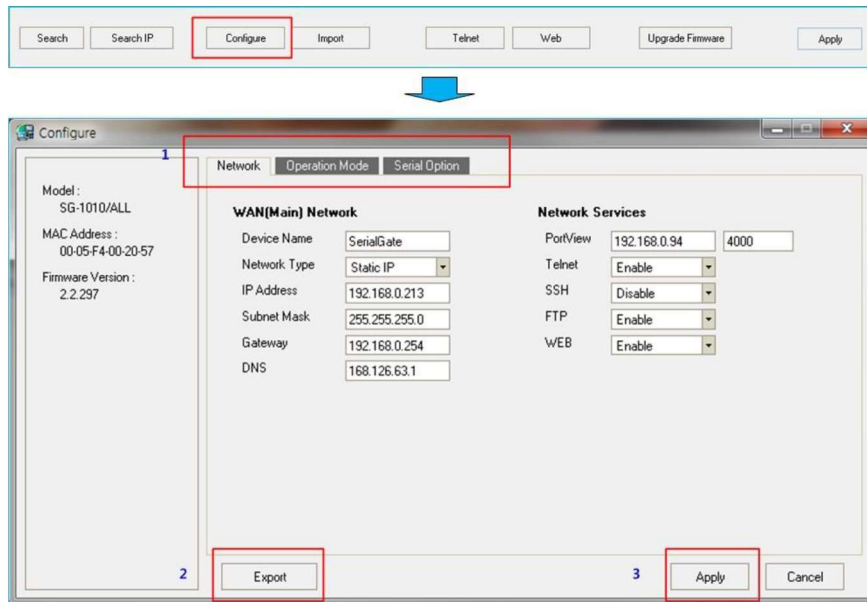 Search Search IP Configure Import Telnet Web Upgrade Firmware Apply
Configure
1
Network Operation Mode Serial Option
Model :
SG-1010/ALL
MAC Address :
00-05-F4-00-20-57
Firmware Version :
2.2.297
WAN(Main) Network
Device Name SerialGate
Network Type Static IP
IP Address 192.168.0.213
Subnet Mask 255.255.255.0
Gateway 192.168.0.254
DNS 168.126.63.1
Network Services
PortView 192.168.0.94 4000
Telnet Enable
SSH Disable
FTP Enable
WEB Enable
2 Export 3 Apply Cancel